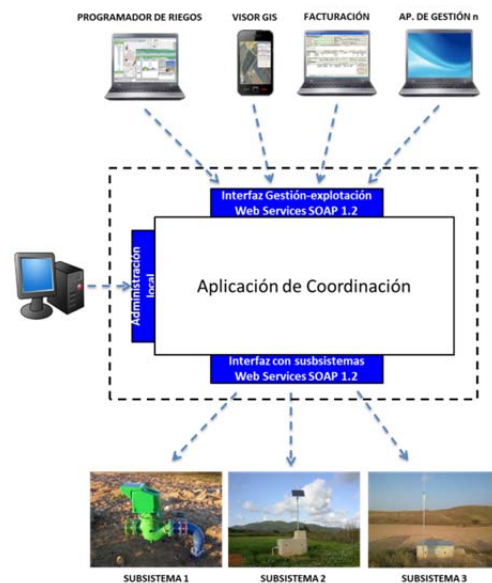 PROGRAMADOR DE RIEGOS
VISOR GIS
FACTURACIÓN
AP. DE GESTIÓN n
Interfaz Gestión-explotación
Web Services SOAP 1.2
Administración
local
Aplicación de Coordinación
Interfaz con susbsistemas
Web Services SOAP 1.2
SUBSISTEMA 1
SUBSISTEMA 2
SUBSISTEMA 3